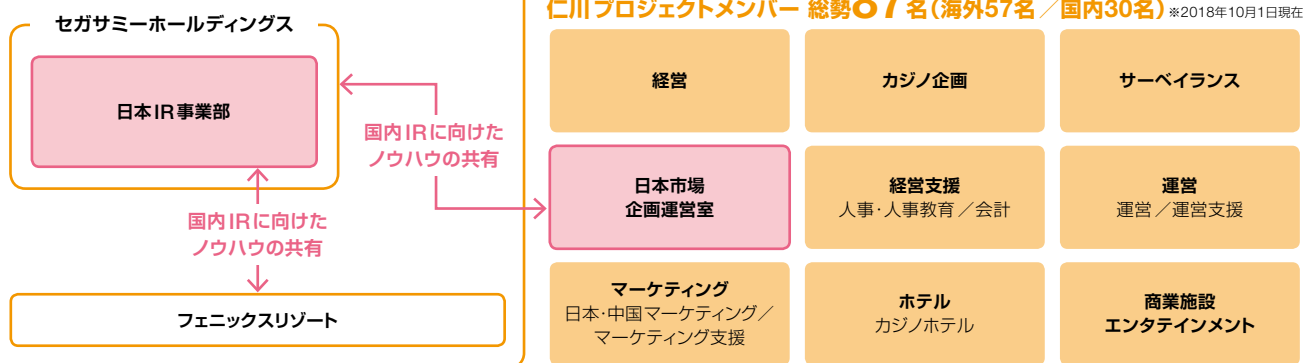 仁川プロジェクトメンバー 総勢87名（海外57名／国内30名）※2018年10月1日現在
セガサミーホールディングス
日本IR事業部
国内IRに向けた
ノウハウの共有
国内IRに向けた
ノウハウの共有
フェニックスリゾート
経営
カジノ企画
サーベイランス
日本市場
企画運営室
経営支援
人事・人事教育／会計
運営
運営／運営支援
マーケティング
日本・中国マーケティング／
マーケティング支援
ホテル
カジノホテル
商業施設
エンタテインメント